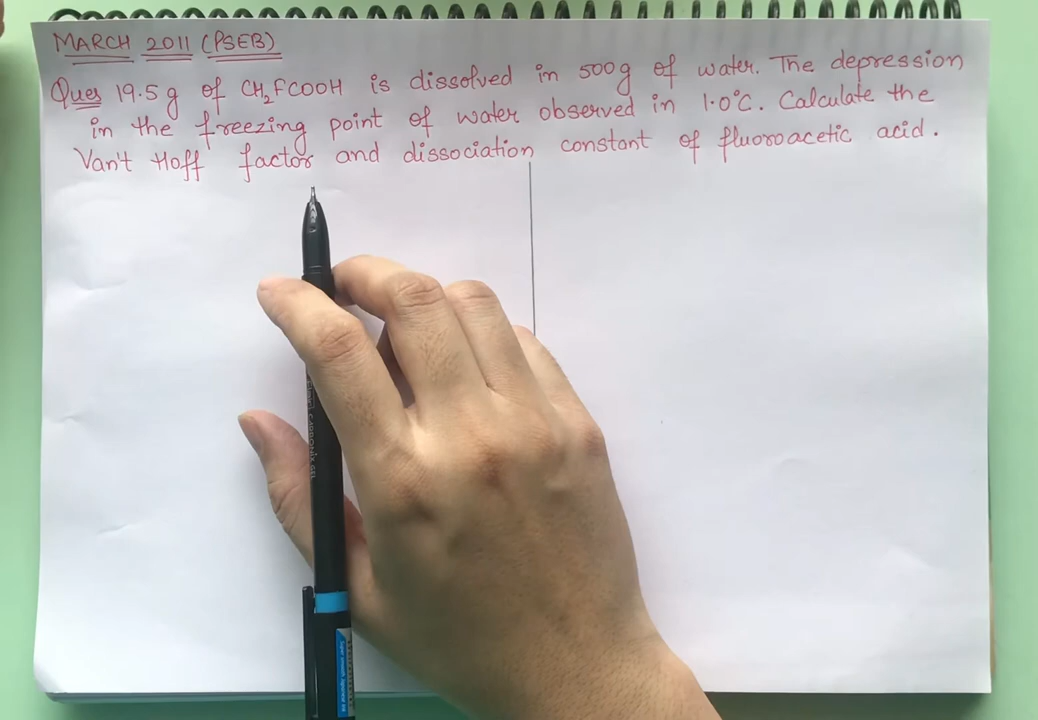 MARCH 2011 (PSEB)
Ques 19.5g of CH₂FCOOH is dissolved in 500g of water. The depression
in the freezing point of water observed in 1.0°C. Calculate the
Van't Hoff factor and dissociation constant of fluoroacetic acid.